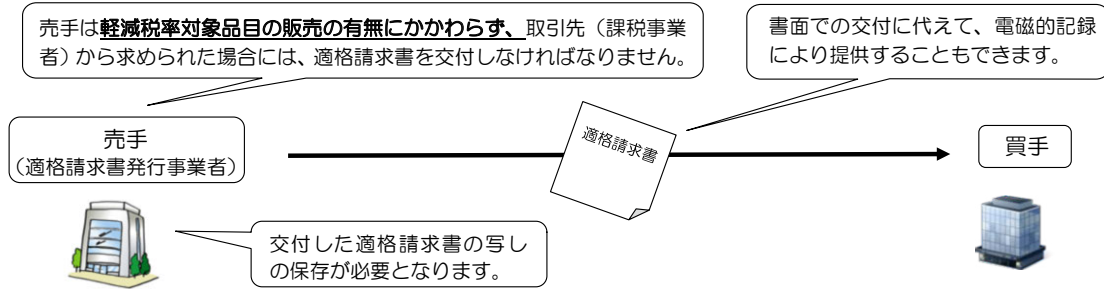 売手は軽減税率対象品目の販売の有無にかかわらず、取引先（課税事業
者）から求められた場合には、適格請求書を交付しなければなりません。
書面での交付に代えて、電磁的記録
により提供することもできます。
売手
（適格請求書発行事業者）
適格請求書
買手
交付した適格請求書の写し
の保存が必要となります。